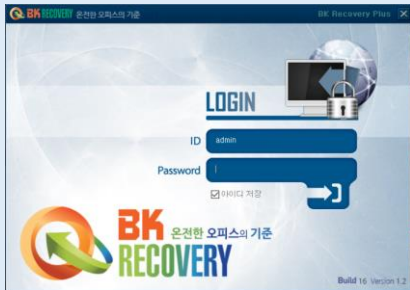 BK RECOVERY 온전한 오피스의 기준
BK Recovery Plus
LOGIN
ID admin
Password
아이디 저장
BK 온전한 오피스의 기준
RECOVERY
Build 16 Version 1.2